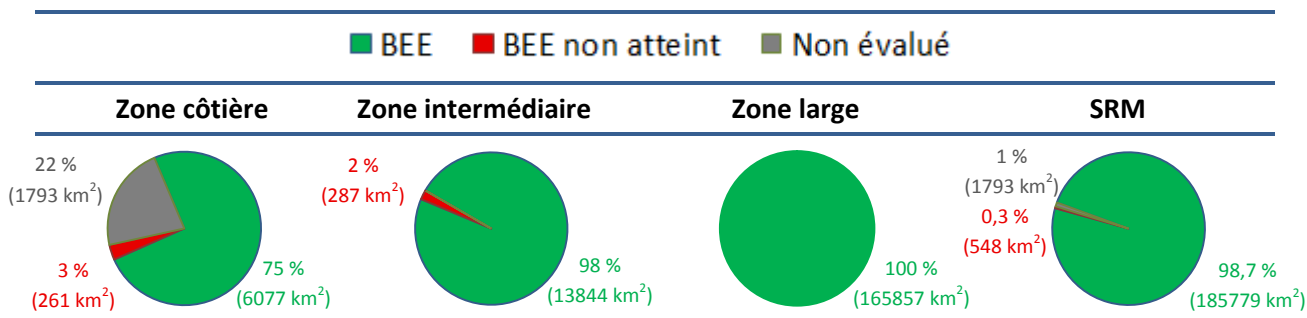 BEE BEE non atteint Non évalué
Zone côtière Zone intermédiaire Zone large SRM
22 %
(1793 km²)
3 %
(261 km²)
75 %
(6077 km²)
2 %
(287 km²)
98 %
(13844 km²)
100 %
(165857 km²)
1 %
(1793 km²)
0,3 %
(548 km²)
98,7 %
(185779 km²)